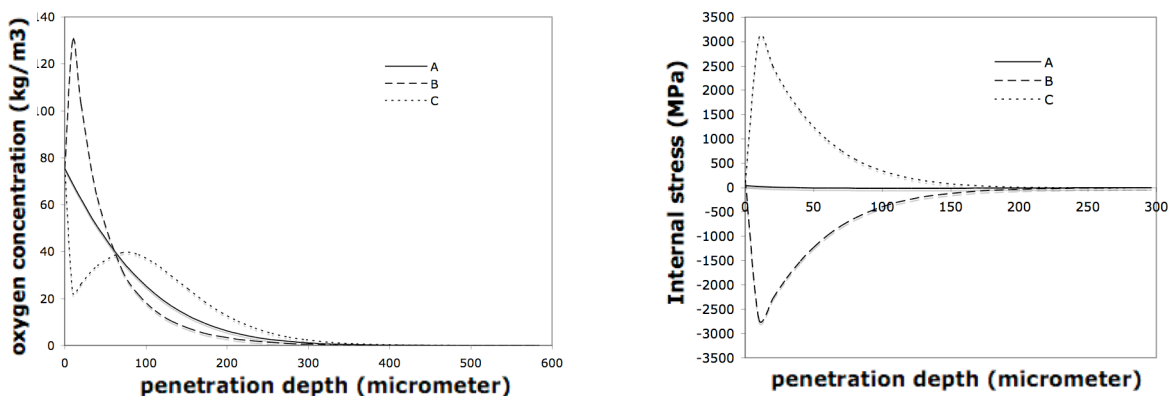 oxygen concentration (kg/m3)
140
120
100
80
60
40
20
0
0 100 200 300 400 500 600
A
B
C
penetration depth (micrometer)
Internal stress (MPa)
3500
3000
2500
2000
1500
1000
500
0
-500
-1000
-1500
-2000
-2500
-3000
-3500
0 50 100 150 200 250 300
A
B
C
penetration depth (micrometer)